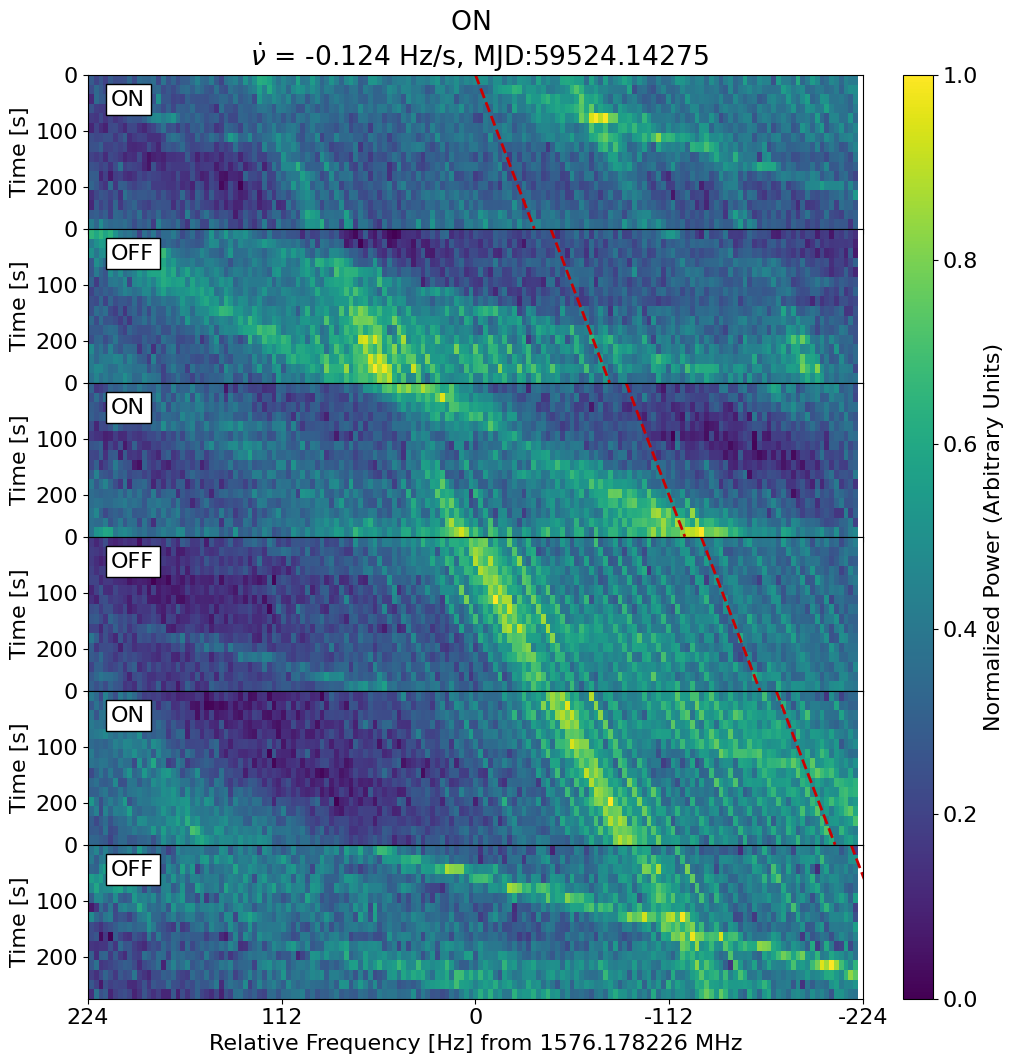 ON
ν̇ = -0.124 Hz/s, MJD:59524.14275
0
100
200
Time [s]
ON
0
100
200
Time [s]
OFF
0
100
200
Time [s]
ON
0
100
200
Time [s]
OFF
0
100
200
Time [s]
ON
0
100
200
Time [s]
OFF
224 112 0 -112 -224
Relative Frequency [Hz] from 1576.178226 MHz
1.0
0.8
0.6
0.4
0.2
0.0
Normalized Power (Arbitrary Units)